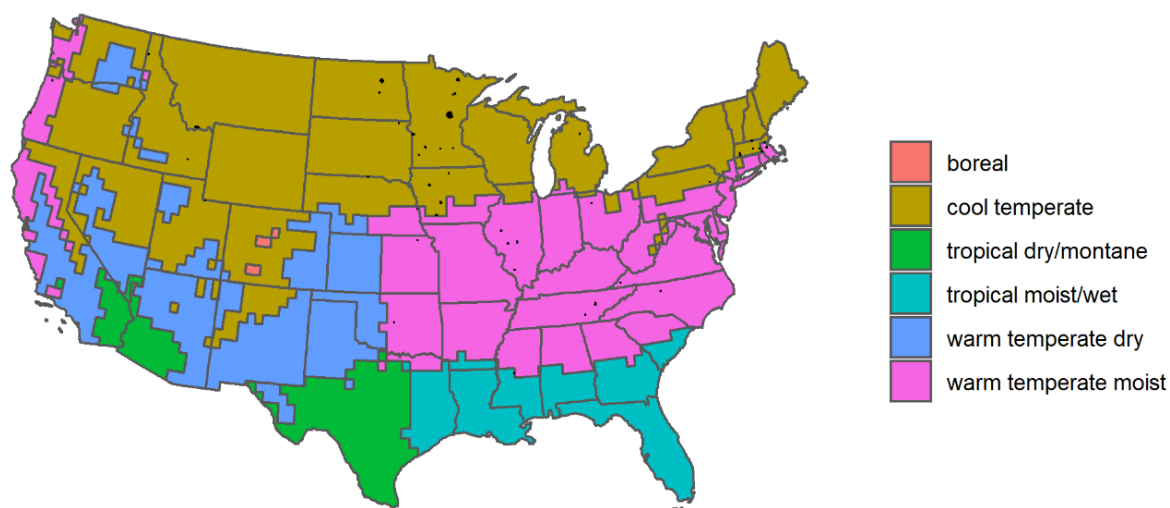 boreal
cool temperate
tropical dry/montane
tropical moist/wet
warm temperate dry
warm temperate moist